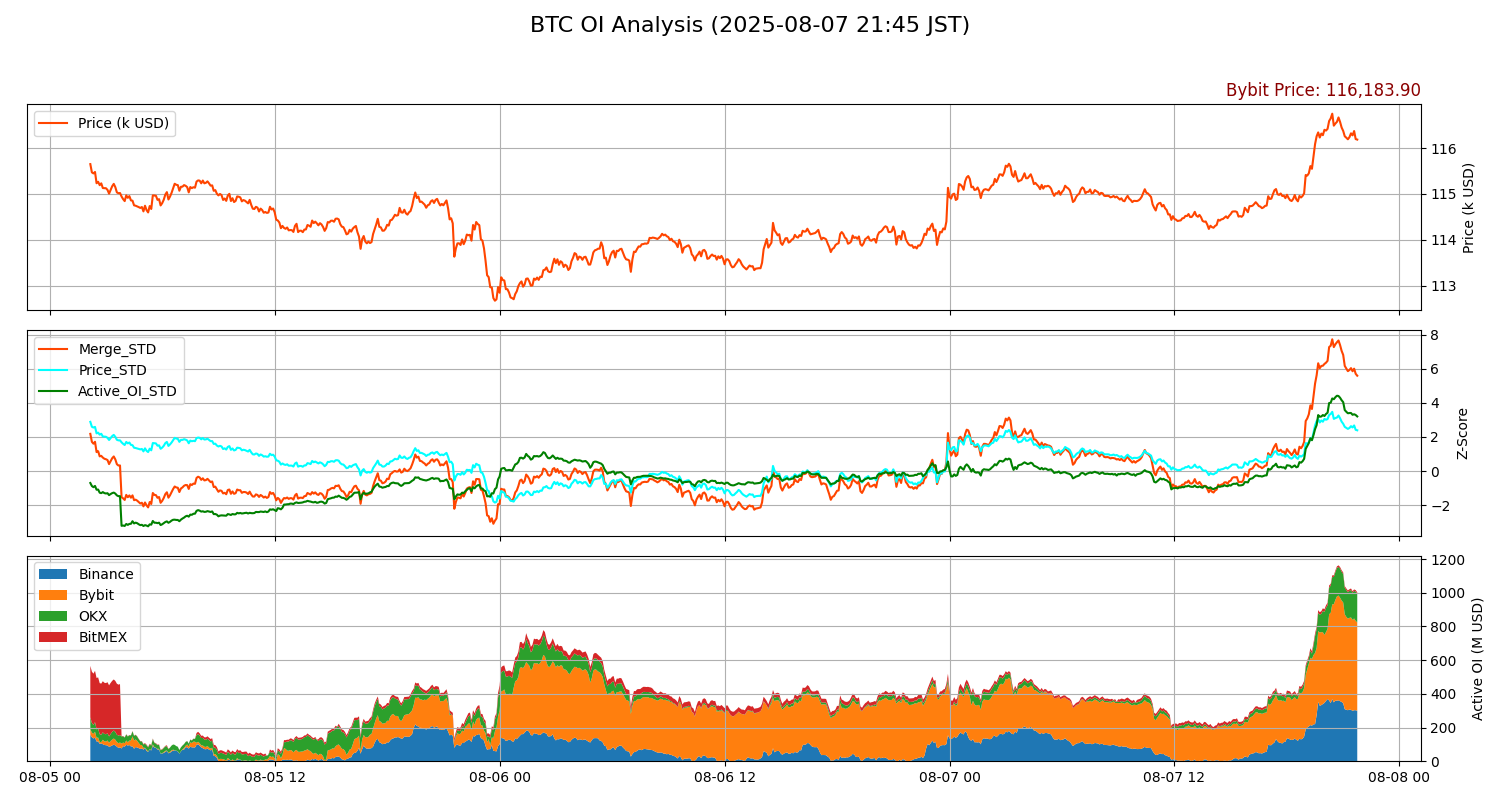 BTC OI Analysis (2025-08-07 21:45 JST)
Bybit Price: 116,183.90
Price (k USD)
116
115
114
113
Price (k USD)
Merge_STD
Price_STD
Active_OI_STD
8
6
4
2
0
−2
Z-Score
Binance
Bybit
OKX
BitMEX
1200
1000
800
600
400
200
0
Active OI (M USD)
08-05 00
08-05 12
08-06 00
08-06 12
08-07 00
08-07 12
08-08 00